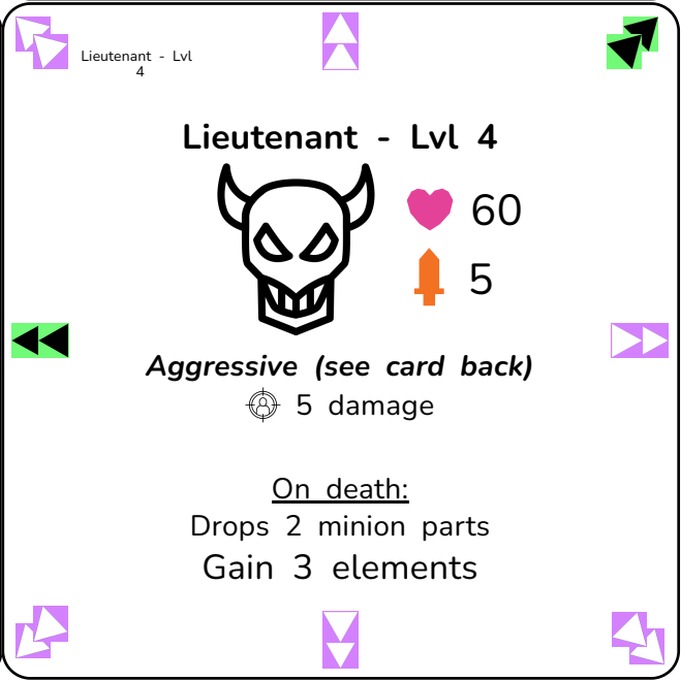 Lieutenant - Lvl
4
Lieutenant - Lvl 4
60
5
Aggressive (see card back)
5 damage
On death:
Drops 2 minion parts
Gain 3 elements